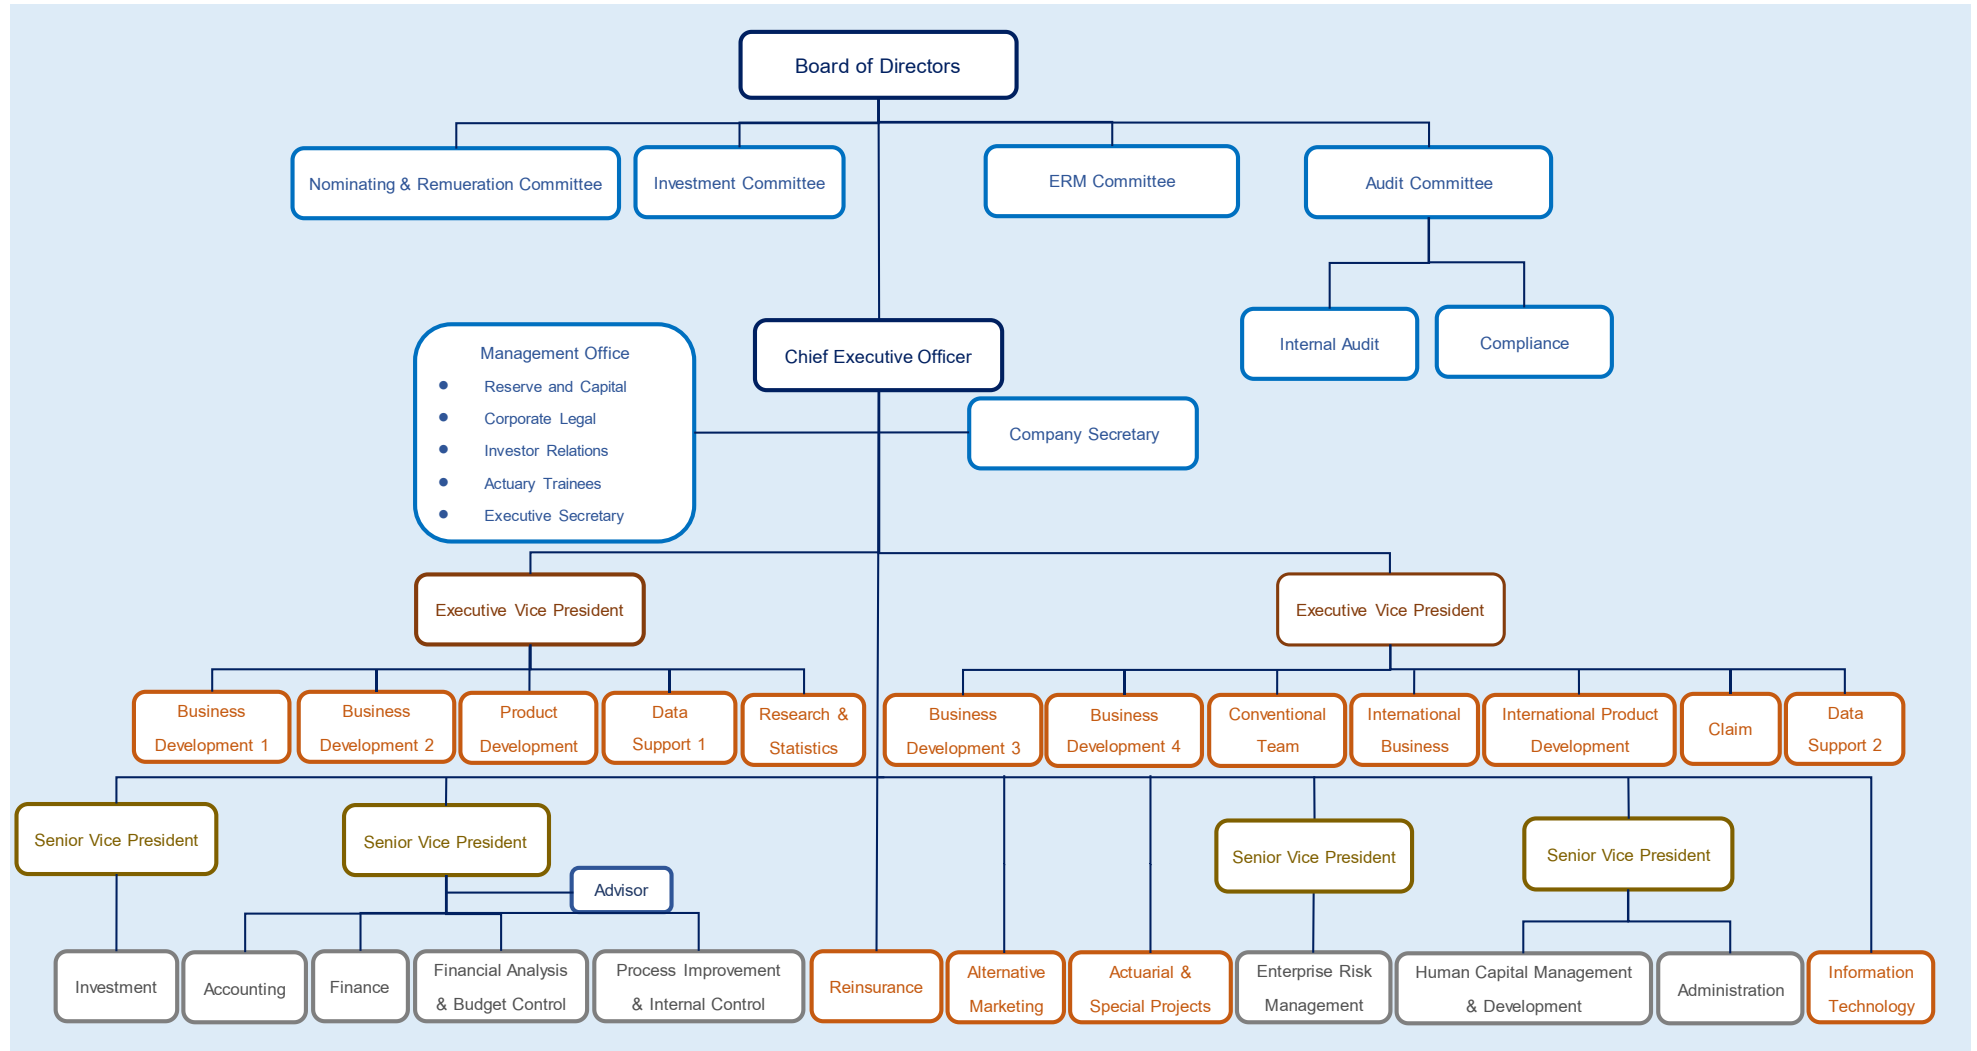 Board of Directors
Nominating & Remueration Committee
Investment Committee
ERM Committee
Audit Committee
Internal Audit
Compliance
Management Office
● Reserve and Capital
● Corporate Legal
● Investor Relations
● Actuary Trainees
● Executive Secretary
Chief Executive Officer
Company Secretary
Executive Vice President
Executive Vice President
Business
Development 1
Business
Development 2
Product
Development
Data
Support 1
Research &
Statistics
Business
Development 3
Business
Development 4
Conventional
Team
International
Business
International Product
Development
Claim
Data
Support 2
Senior Vice President
Senior Vice President
Advisor
Senior Vice President
Senior Vice President
Investment
Accounting
Finance
Financial Analysis
& Budget Control
Process Improvement
& Internal Control
Reinsurance
Alternative
Marketing
Actuarial &
Special Projects
Enterprise Risk
Management
Human Capital Management
& Development
Administration
Information
Technology